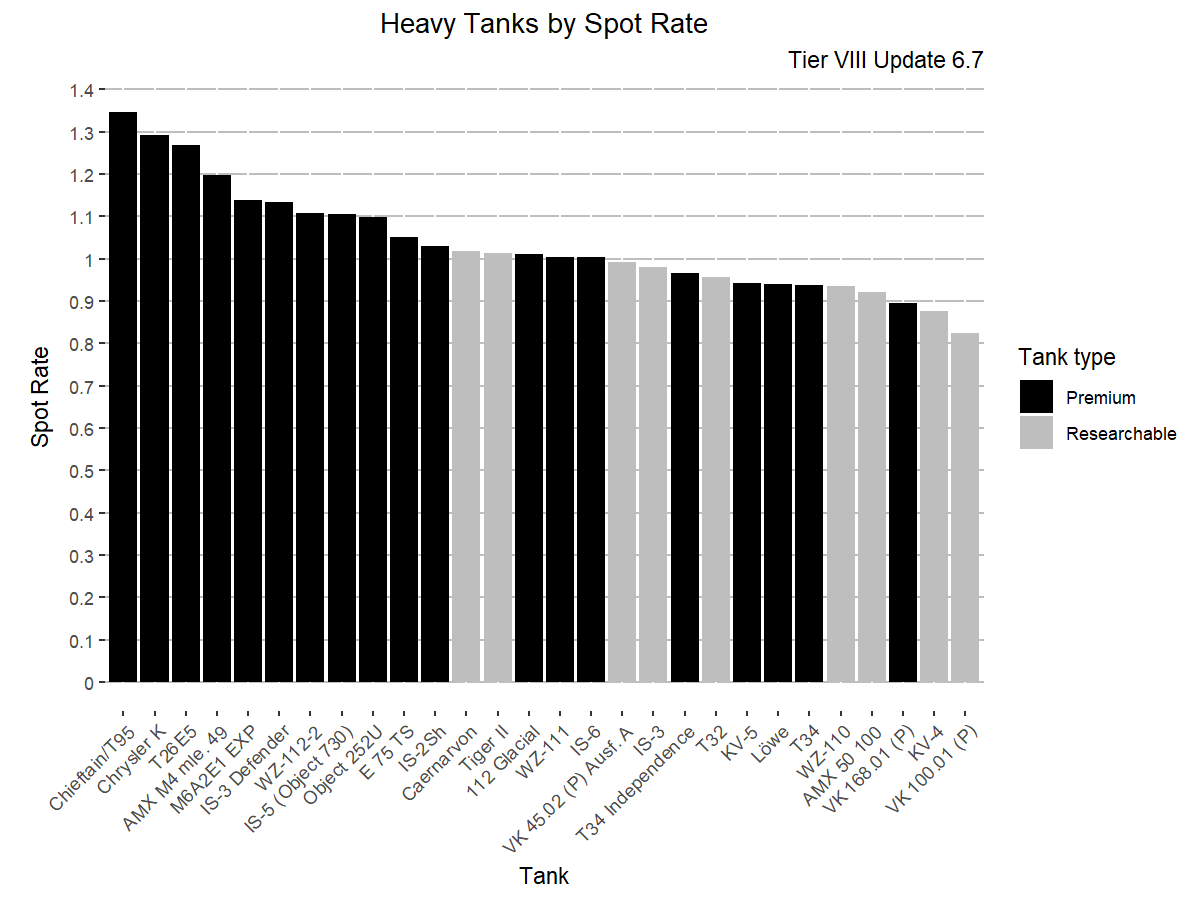 Heavy Tanks by Spot Rate
Tier VIII Update 6.7
1.4
1.3
1.2
1.1
1
0.9
0.8
0.7
0.6
0.5
0.4
0.3
0.2
0.1
0
Spot Rate
Chieftain/T95
Chrysler K
T26E5
AMX M4 mle. 49
M6A2E1 EXP
IS-3 Defender
WZ-112-2
IS-5 (Object 730)
Object 252U
E 75 TS
IS-2Sh
Caernarvon
Tiger II
112 Glacial
WZ-111
IS-6
VK 45.02 (P) Ausf. A
IS-3
T34 Independence
T32
KV-5
Löwe
T34
WZ-110
AMX 50 100
VK 168.01 (P)
KV-4
VK 100.01 (P)
Tank
Tank type
Premium
Researchable